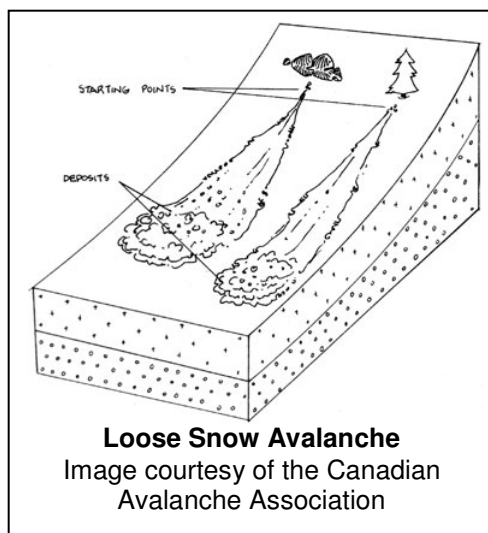 STARTING POINTS
DEPOSITS
Loose Snow Avalanche
Image courtesy of the Canadian
Avalanche Association